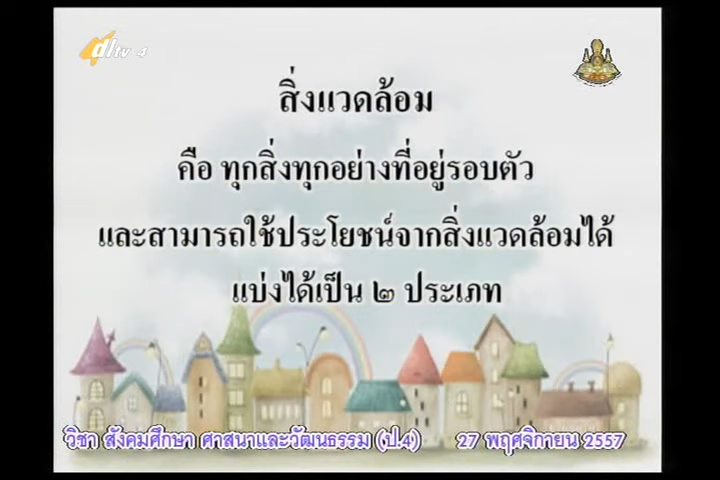 dltv 4
สิ่งแวดล้อม
คือ ทุกสิ่งทุกอย่างที่อยู่รอบตัว
และสามารถใช้ประโยชน์จากสิ่งแวดล้อมได้
แบ่งได้เป็น ๒ ประเภท
วิชา สังคมศึกษา ศาสนาและวัฒนธรรม (ป.4) 27 พฤศจิกายน 2557